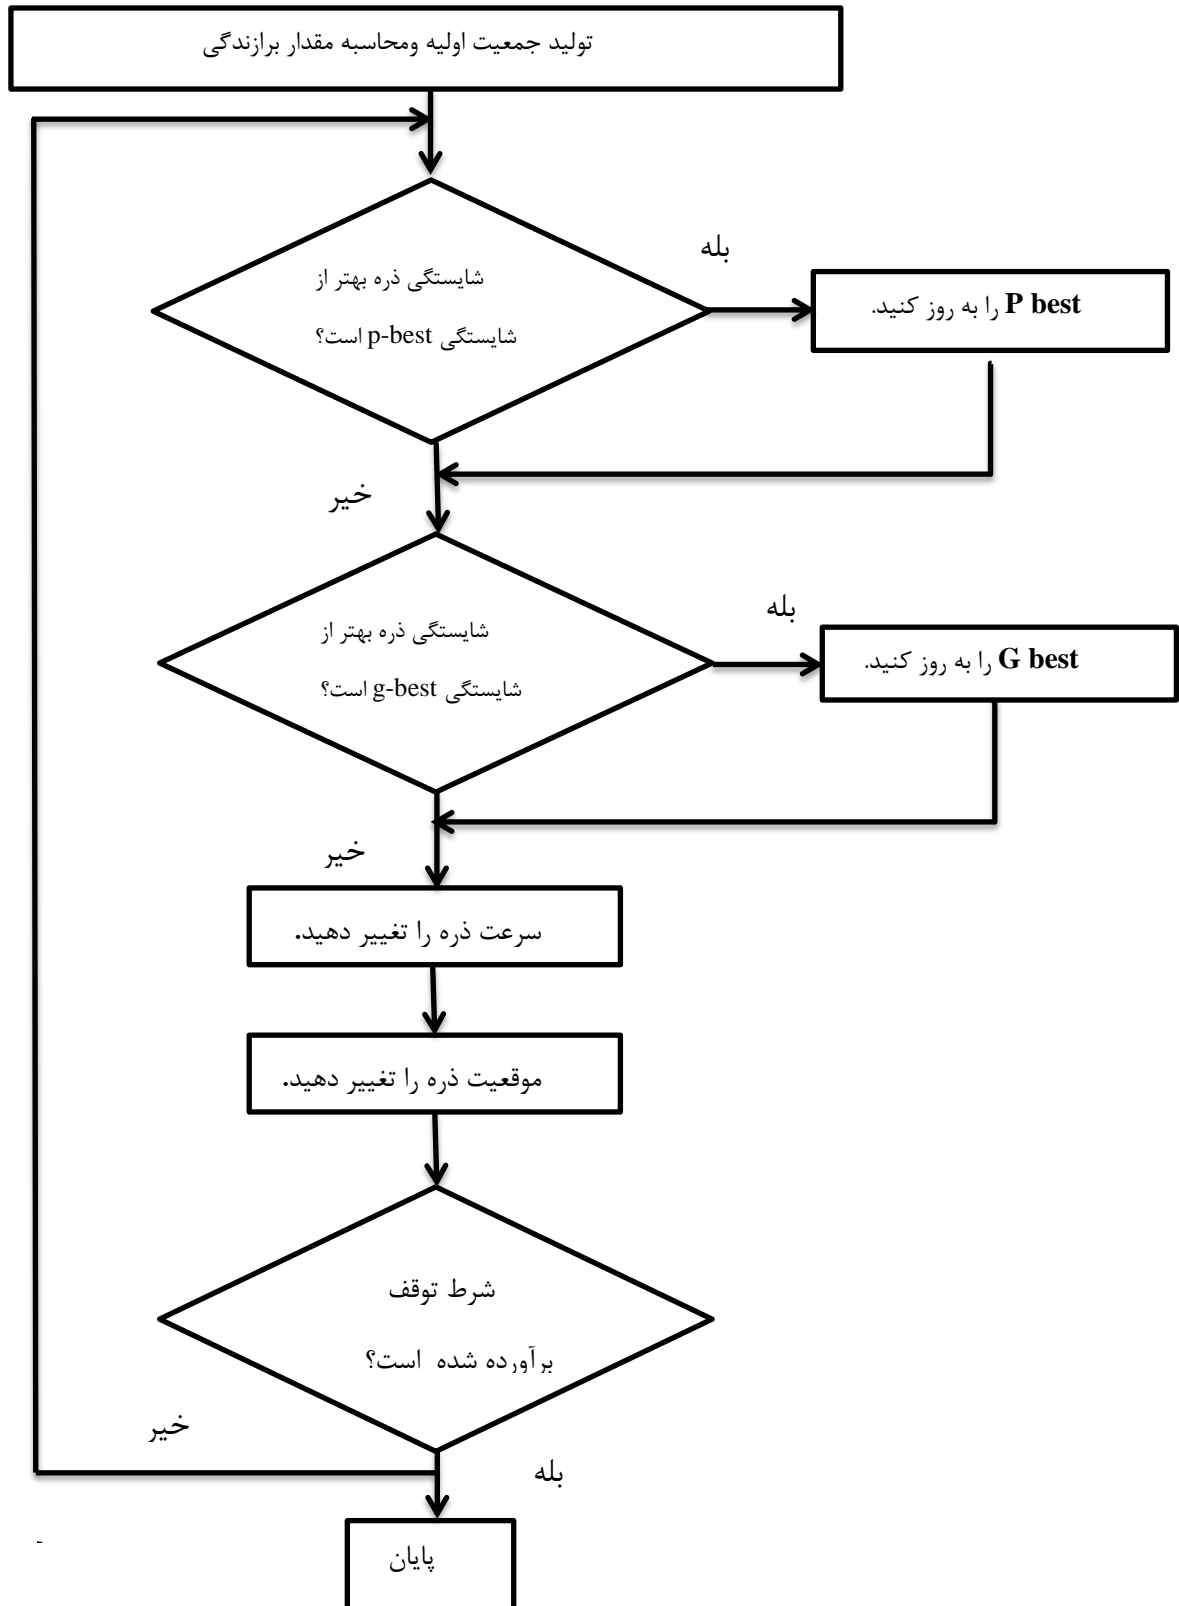 تولید جمعیت اولیه ومحاسبه مقدار برازندگی
بله
شایستگی ذره بهتر از
شایستگی p-best است؟
P best را به روز کنید.
خیر
بله
شایستگی ذره بهتر از
شایستگی g-best است؟
G best را به روز کنید.
خیر
سرعت ذره را تغییر دهید.
موقعیت ذره را تغییر دهید.
شرط توقف
برآورده شده است؟
خیر
بله
پایان